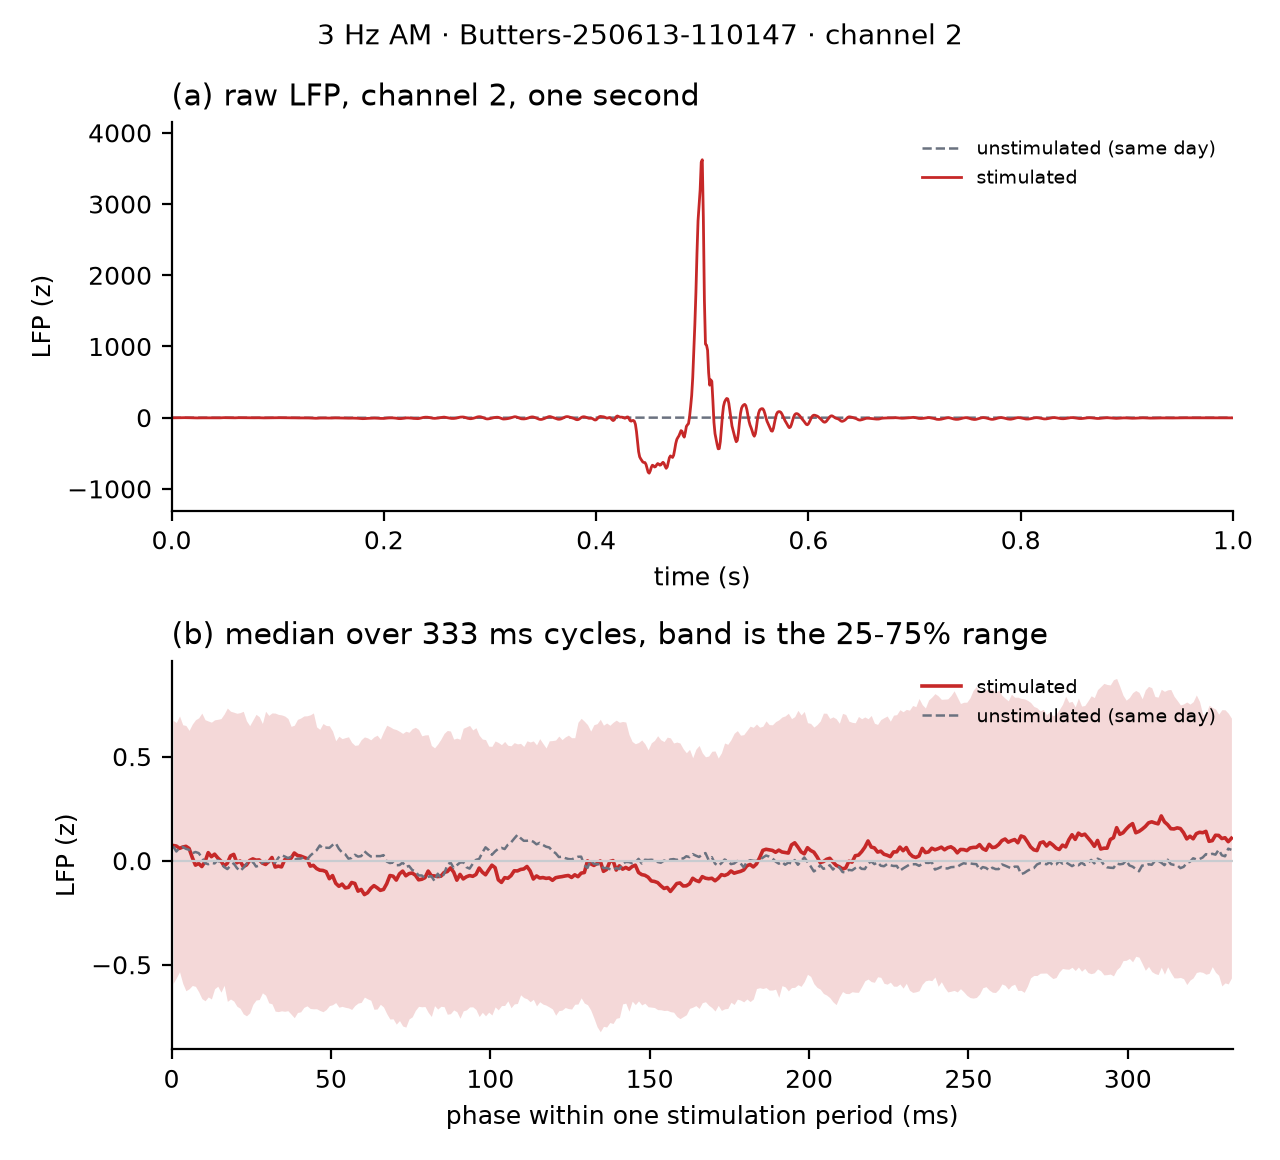 3 Hz AM · Butters-250613-110147 · channel 2
(a) raw LFP, channel 2, one second
4000
3000
2000
1000
0
−1000
LFP (z)
unstimulated (same day)
stimulated
0.0 0.2 0.4 0.6 0.8 1.0
time (s)
(b) median over 333 ms cycles, band is the 25-75% range
0.5
0.0
−0.5
LFP (z)
stimulated
unstimulated (same day)
0 50 100 150 200 250 300
phase within one stimulation period (ms)